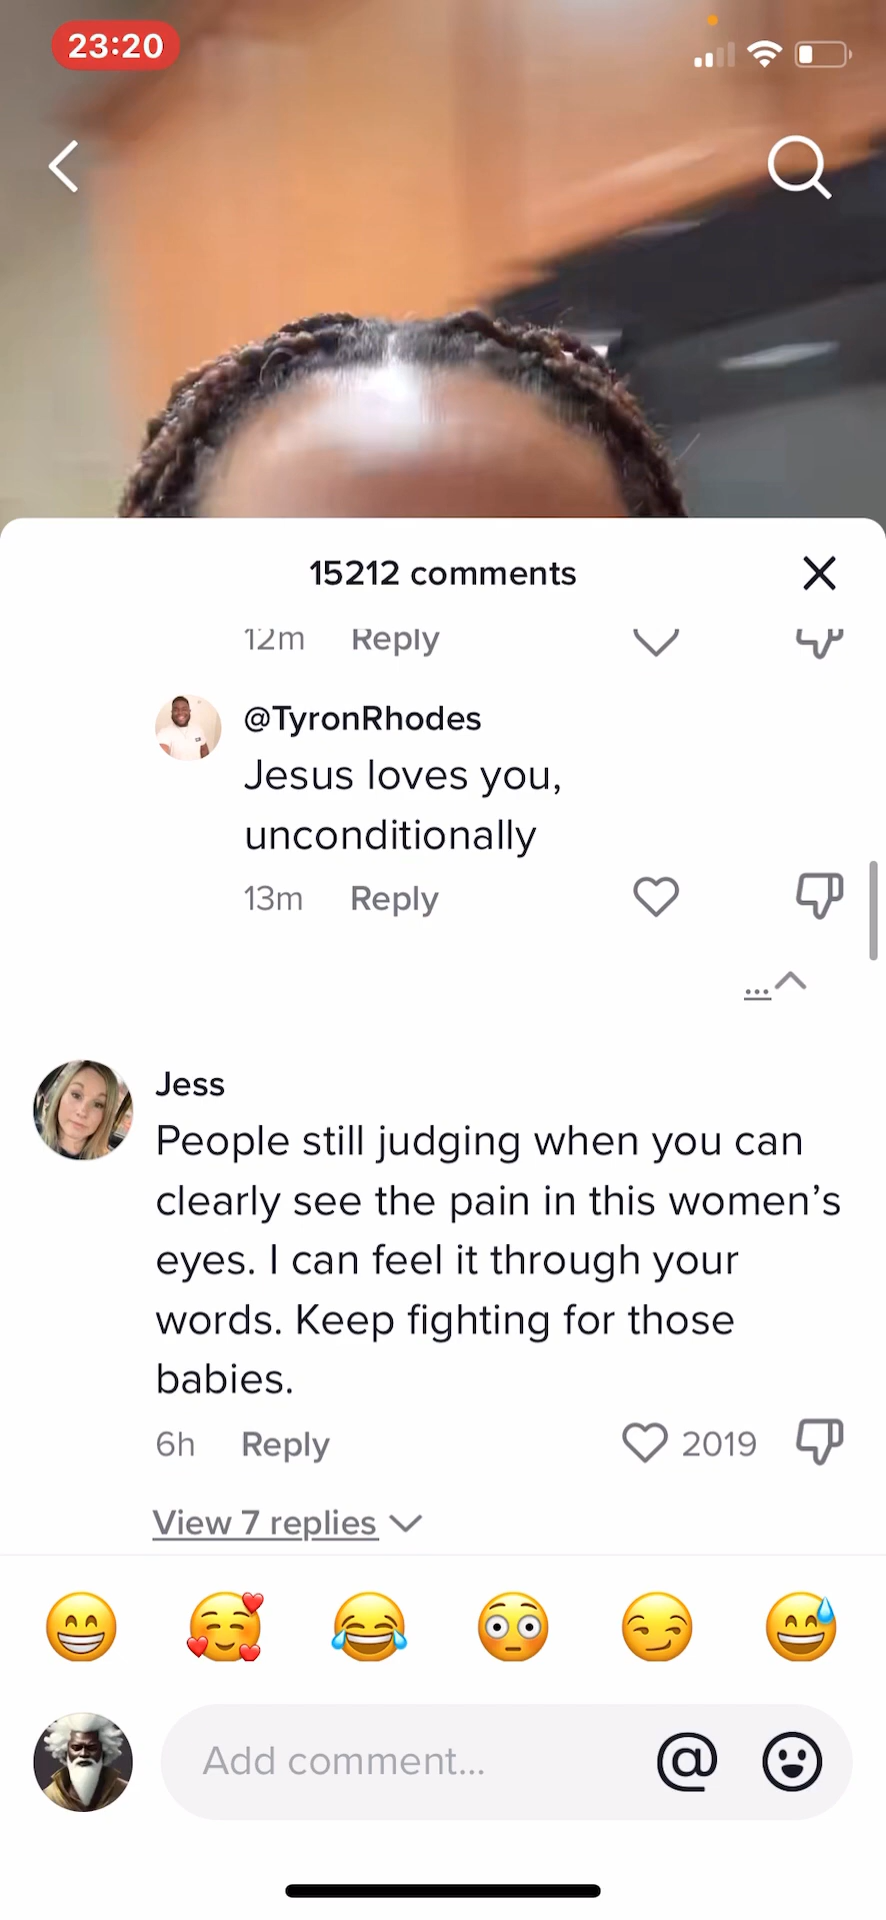 23:20
15212 comments
12m Reply
@TyronRhodes
Jesus loves you,
unconditionally
13m Reply
...
Jess
People still judging when you can
clearly see the pain in this women’s
eyes. I can feel it through your
words. Keep fighting for those
babies.
6h Reply 2019
View 7 replies
Add comment... @